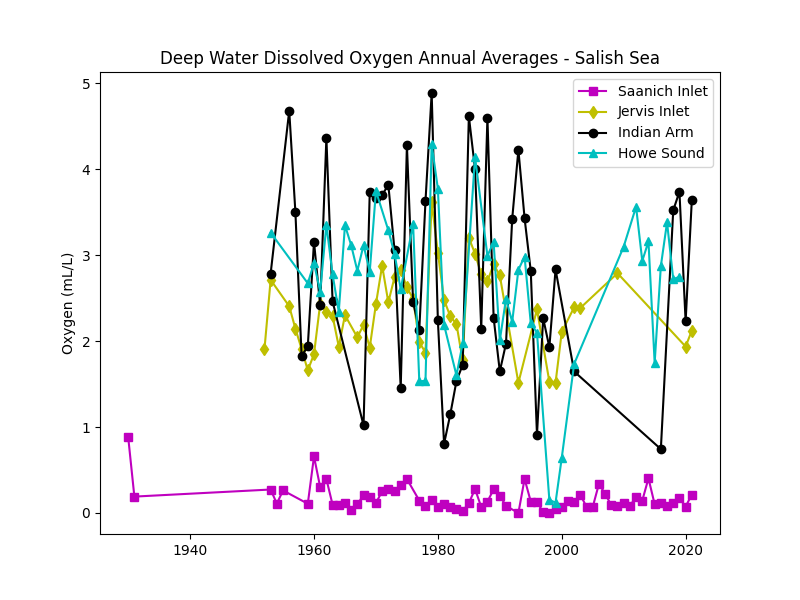 Deep Water Dissolved Oxygen Annual Averages - Salish Sea
Saanich Inlet
Jervis Inlet
Indian Arm
Howe Sound
Oxygen (mL/L)
5
4
3
2
1
0
1940 1960 1980 2000 2020